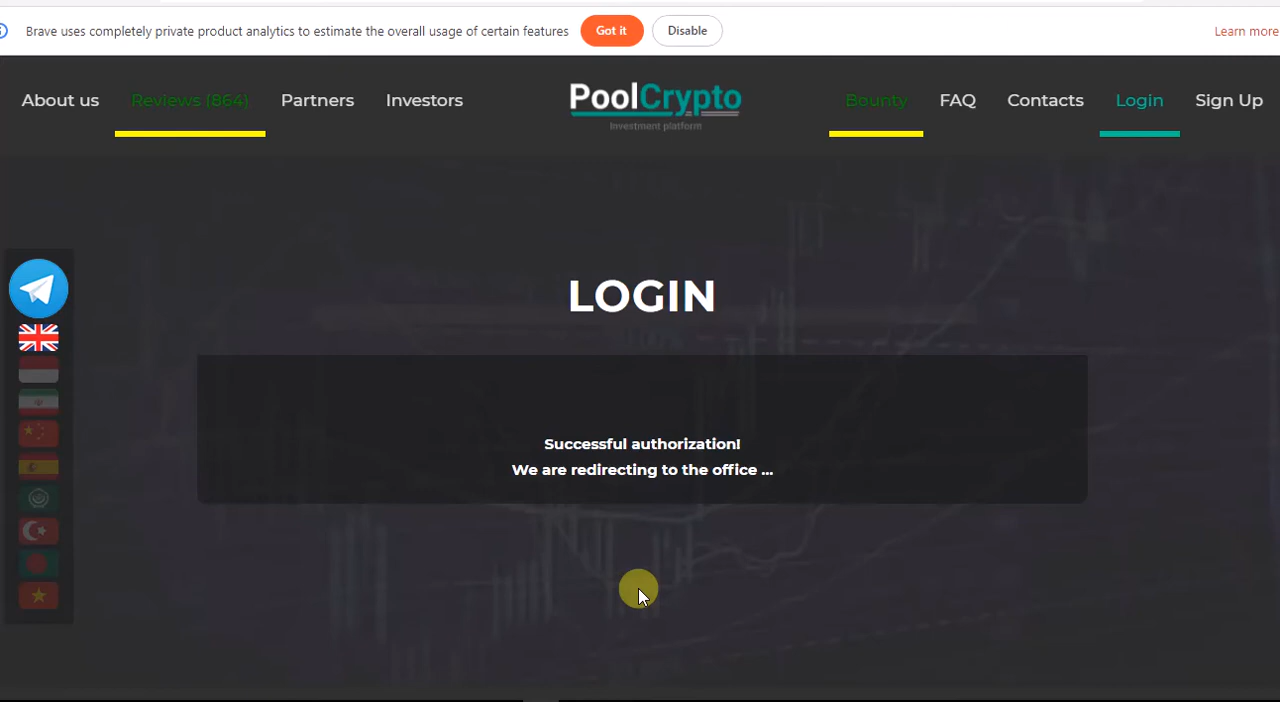 Brave uses completely private product analytics to estimate the overall usage of certain features Got it Disable Learn more
About us Reviews (864) Partners Investors PoolCrypto Bounty FAQ Contacts Login Sign Up
Investment platform
LOGIN
Successful authorization!
We are redirecting to the office ...